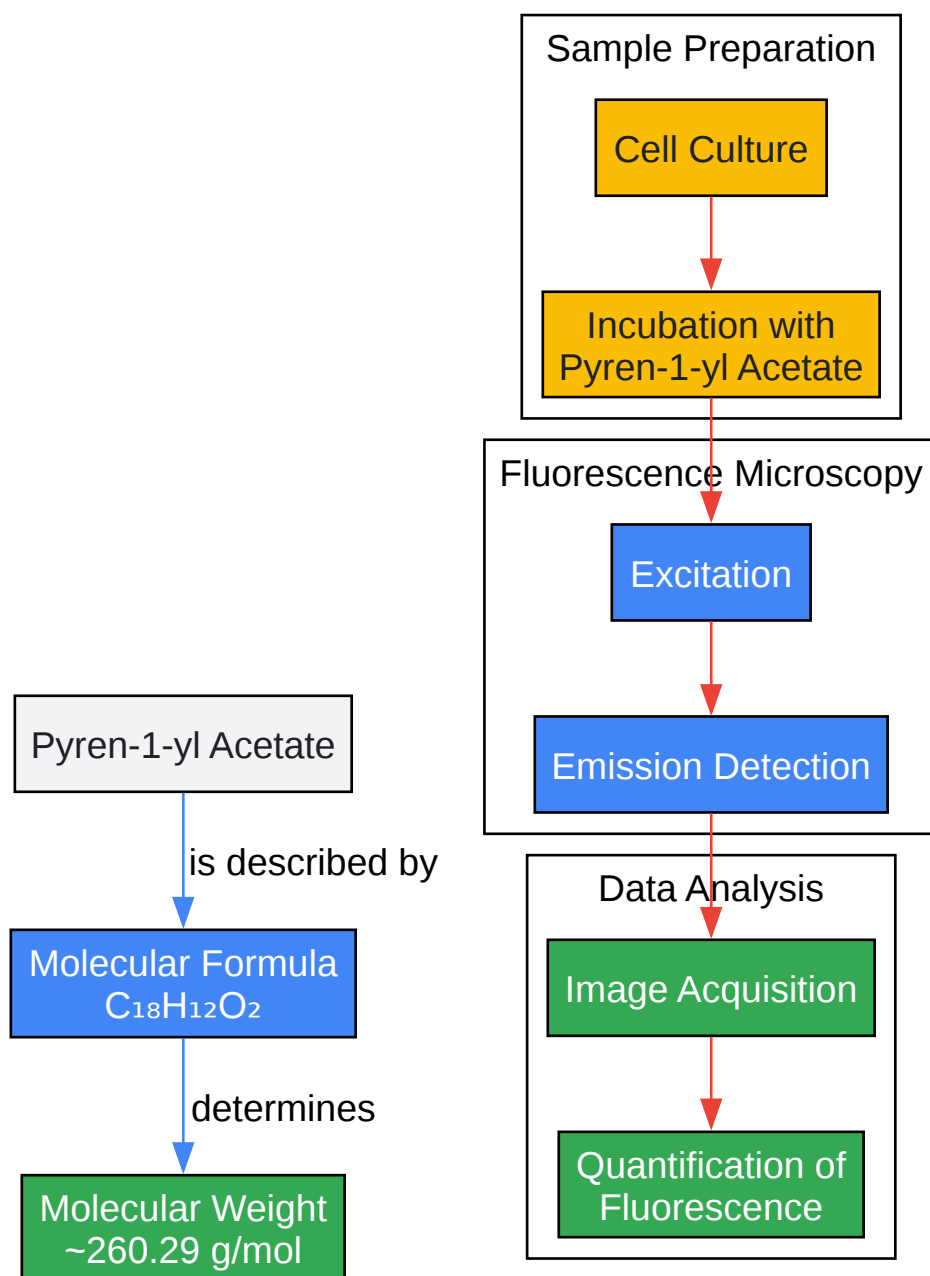 Sample Preparation
Cell Culture
Incubation with
Pyren-1-yl Acetate
Fluorescence Microscopy
Excitation
Emission Detection
Data Analysis
Image Acquisition
Quantification of
Fluorescence
Pyren-1-yl Acetate
is described by
Molecular Formula
C₁₈H₁₂O₂
determines
Molecular Weight
~260.29 g/mol